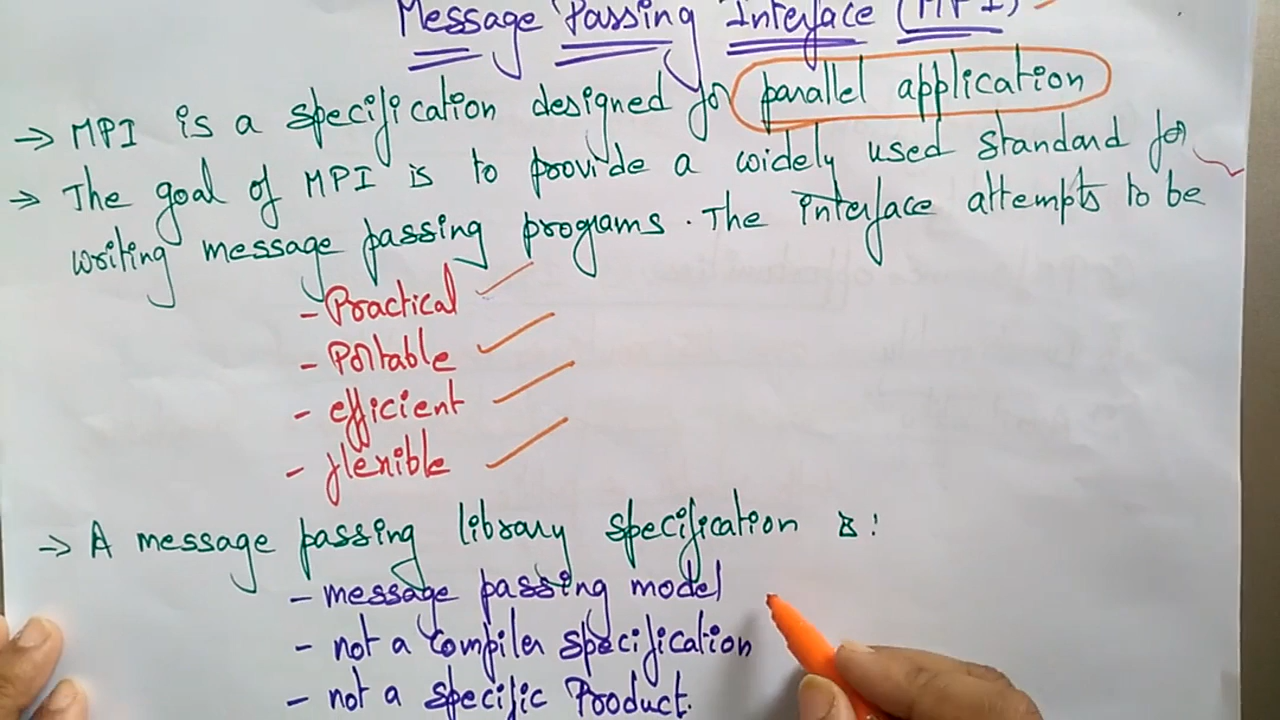 Message Passing Interface (MPI)
→ MPI is a specification designed for parallel application
→ The goal of MPI is to provide a widely used standard for
writing message passing programs. The interface attempts to be
- Practical
- Portable
- efficient
- flexible
→ A message passing library specification is:
- message passing model
- not a compiler specification
- not a specific Product.